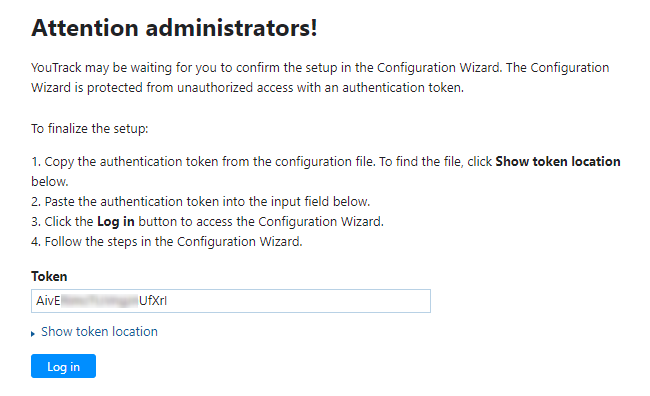 Attention administrators!
YouTrack may be waiting for you to confirm the setup in the Configuration Wizard. The Configuration
Wizard is protected from unauthorized access with an authentication token.
To finalize the setup:
1. Copy the authentication token from the configuration file. To find the file, click Show token location
below.
2. Paste the authentication token into the input field below.
3. Click the Log in button to access the Configuration Wizard.
4. Follow the steps in the Configuration Wizard.
Token
AivE UfXrI
Show token location
Log in